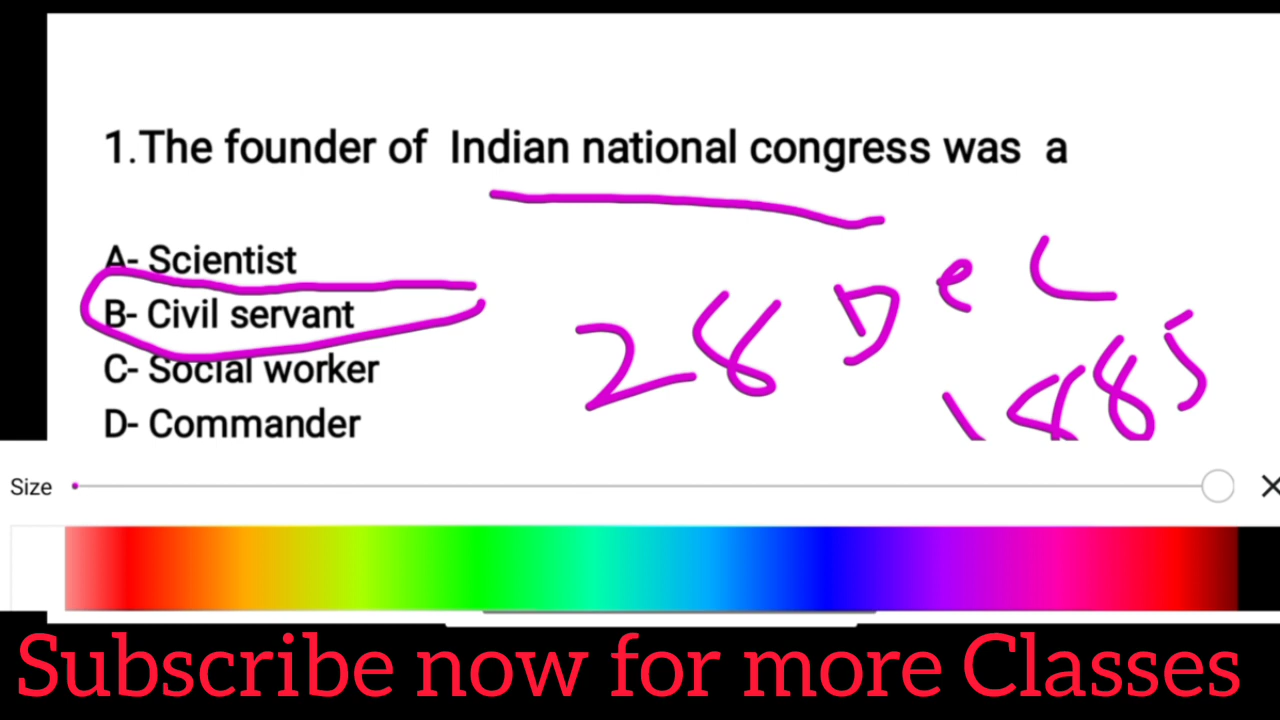 1.The founder of Indian national congress was a
A- Scientist
B- Civil servant
C- Social worker
D- Commander
28 Dec
1885
Size
Subscribe now for more Classes